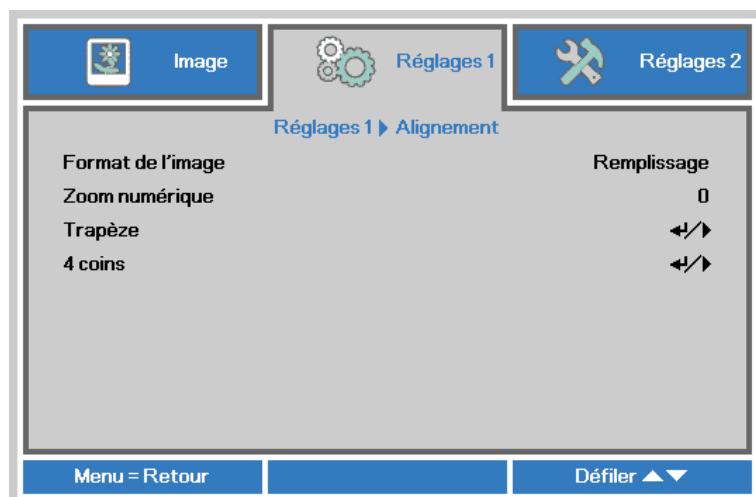 Image
Réglages 1
Réglages 2
Réglages 1 ▶ Alignement
Format de l'image Remplissage
Zoom numérique 0
Trapèze ↵/▶
4 coins ↵/▶
Menu = Retour
Défiler ▲▼